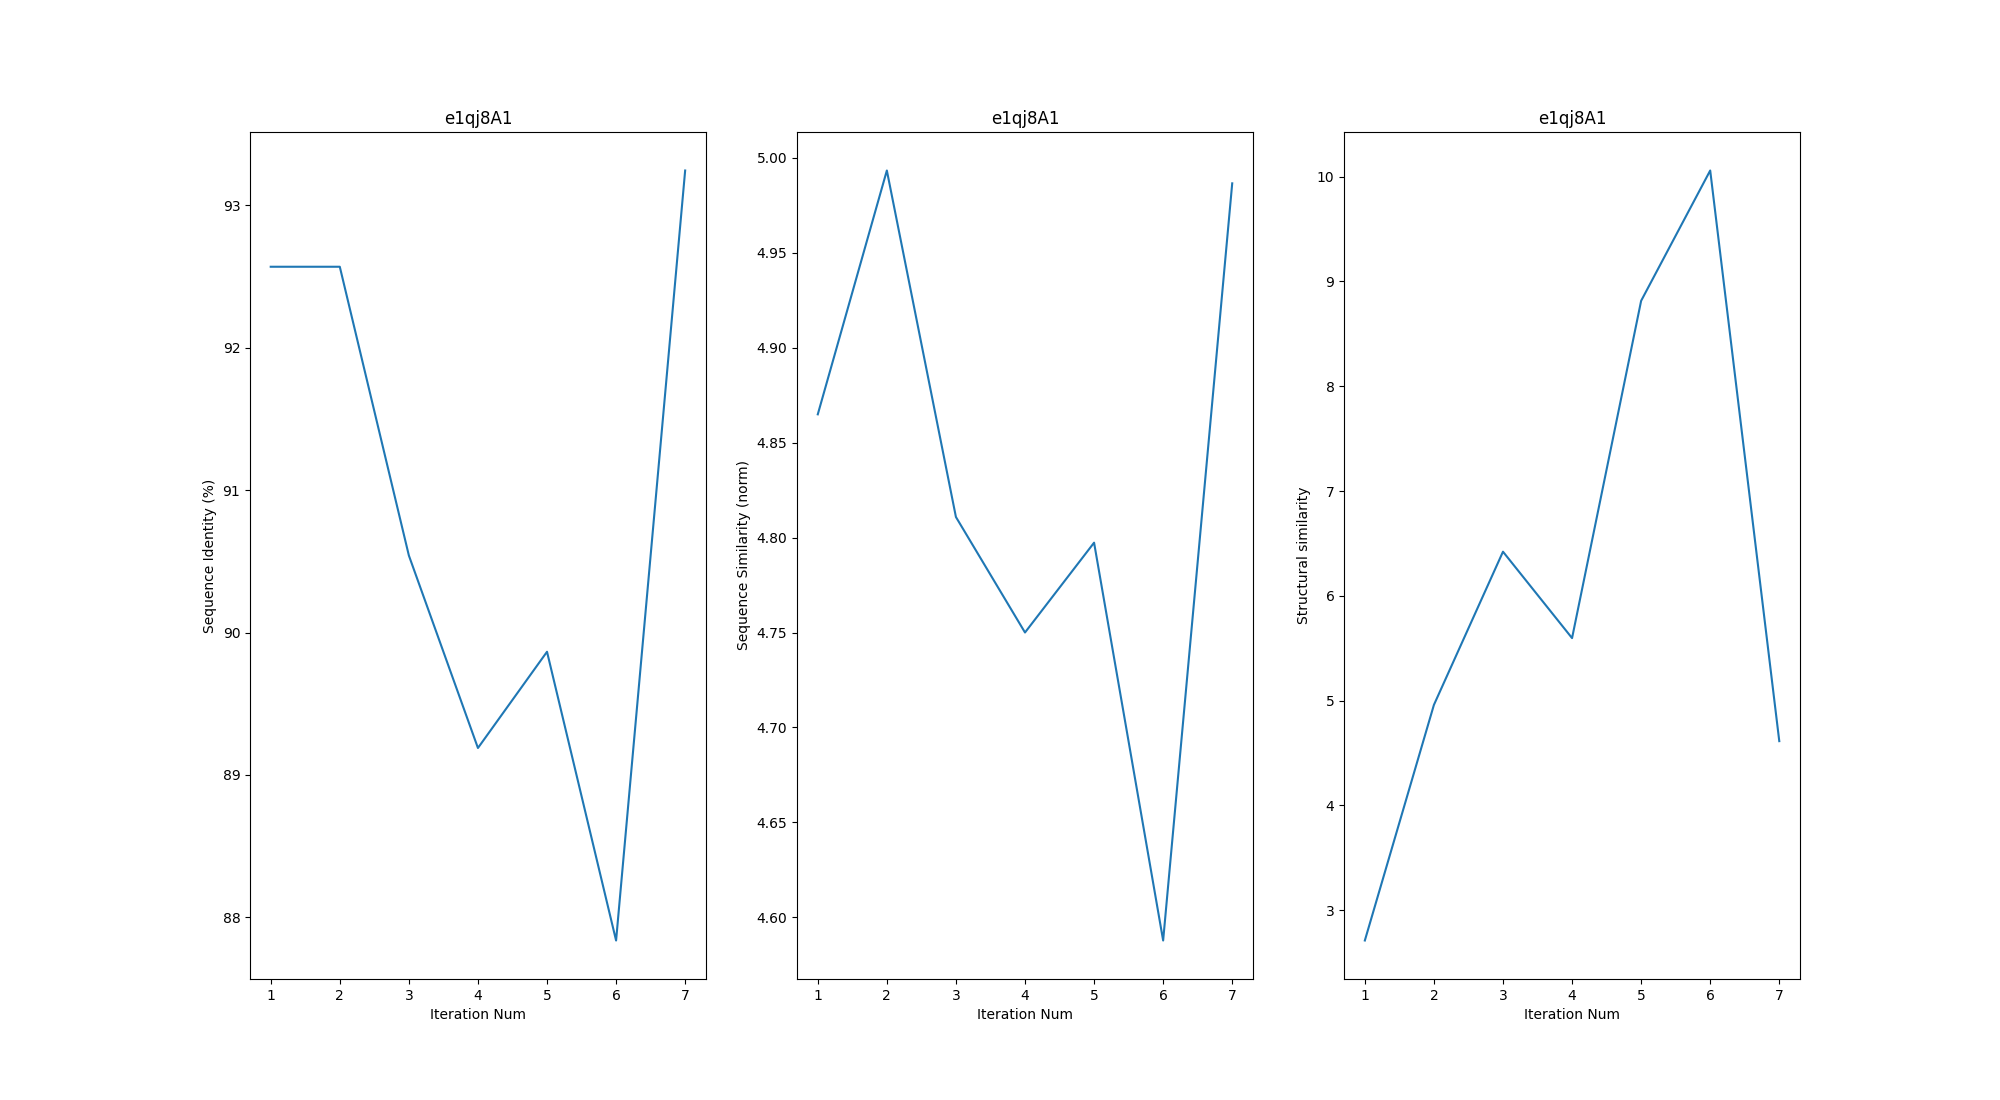 e1qj8A1
93
92
91
90
89
88
Sequence Identity (%)
1 2 3 4 5 6 7
Iteration Num
e1qj8A1
5.00
4.95
4.90
4.85
4.80
4.75
4.70
4.65
4.60
Sequence Similarity (norm)
1 2 3 4 5 6 7
Iteration Num
e1qj8A1
10
9
8
7
6
5
4
3
Structural similarity
1 2 3 4 5 6 7
Iteration Num